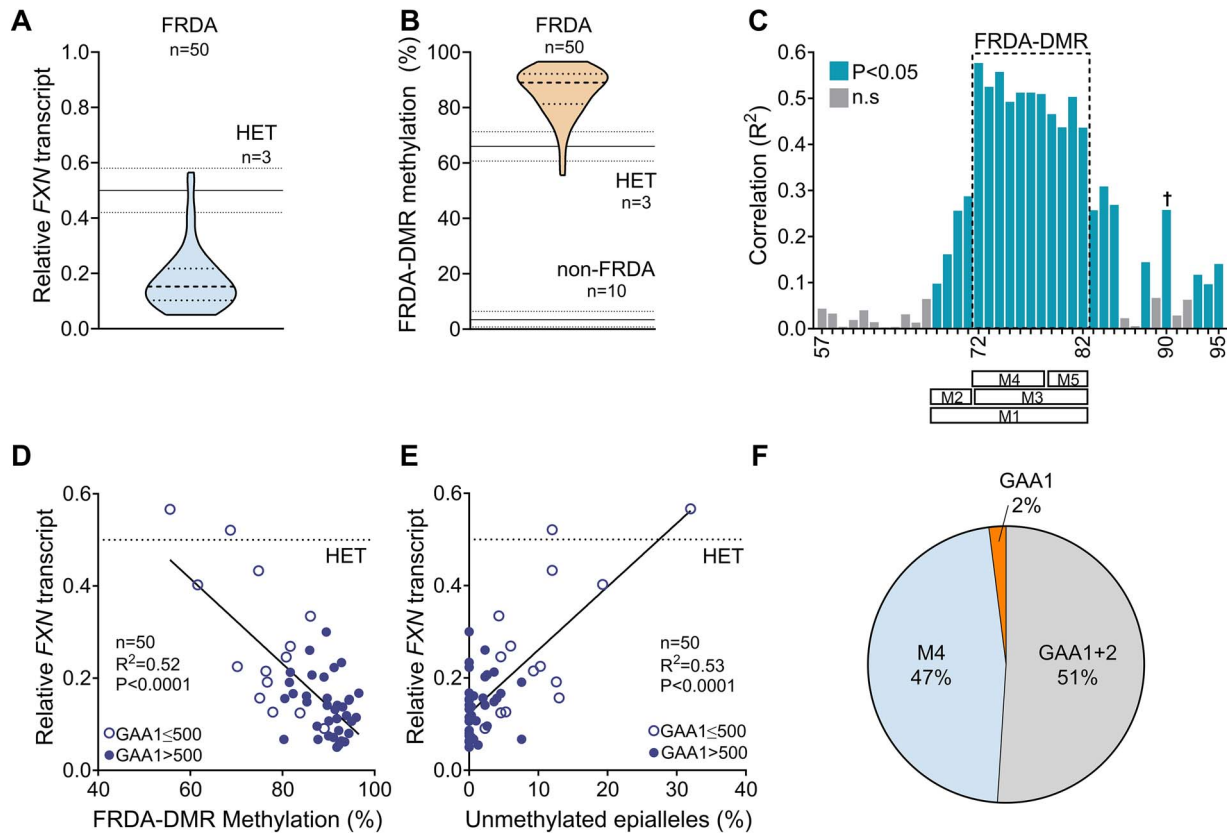 A
FRDA
n=50
Relative FXN transcript
1.0
0.8
0.6
0.4
0.2
0.0
HET
n=3
B
FRDA
n=50
FRDA-DMR methylation (%)
100
80
60
40
20
0
HET
n=3
non-FRDA
n=10
C
FRDA-DMR
P<0.05
n.s
Correlation (R2)
0.6
0.5
0.4
0.3
0.2
0.1
0.0
†
57
72
82
90
95
M4
M5
M2
M3
M1
D
Relative FXN transcript
0.6
0.4
0.2
0.0
HET
n=50
R2=0.52
P<0.0001
GAA1≤500
GAA1>500
40
60
80
100
FRDA-DMR Methylation (%)
E
Relative FXN transcript
0.6
0.4
0.2
0.0
HET
n=50
R2=0.53
P<0.0001
GAA1≤500
GAA1>500
0
10
20
30
40
Unmethylated epialleles (%)
F
GAA1
2%
M4
47%
GAA1+2
51%